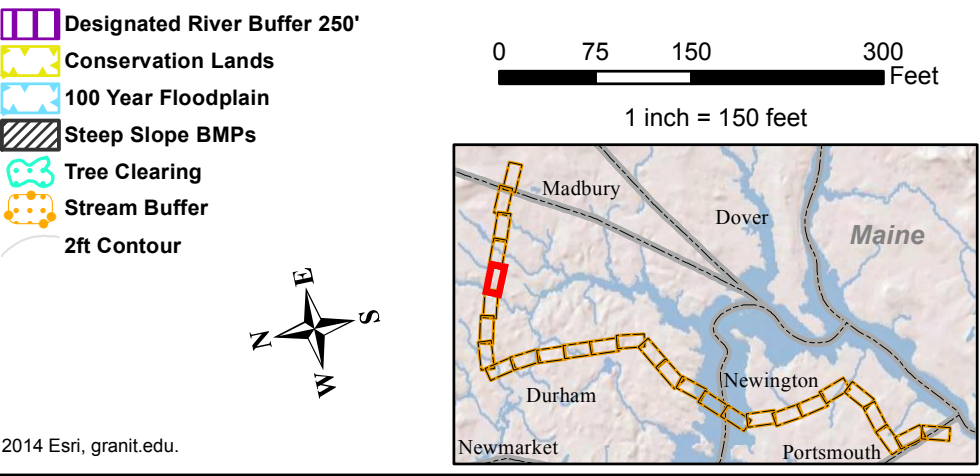 Designated River Buffer 250'
Conservation Lands
100 Year Floodplain
Steep Slope BMPs
Tree Clearing
Stream Buffer
2ft Contour
0 75 150 300
Feet
1 inch = 150 feet
E
N S
W
Madbury
Dover
Maine
Durham
Newington
Newmarket
Portsmouth
2014 Esri, granit.edu.